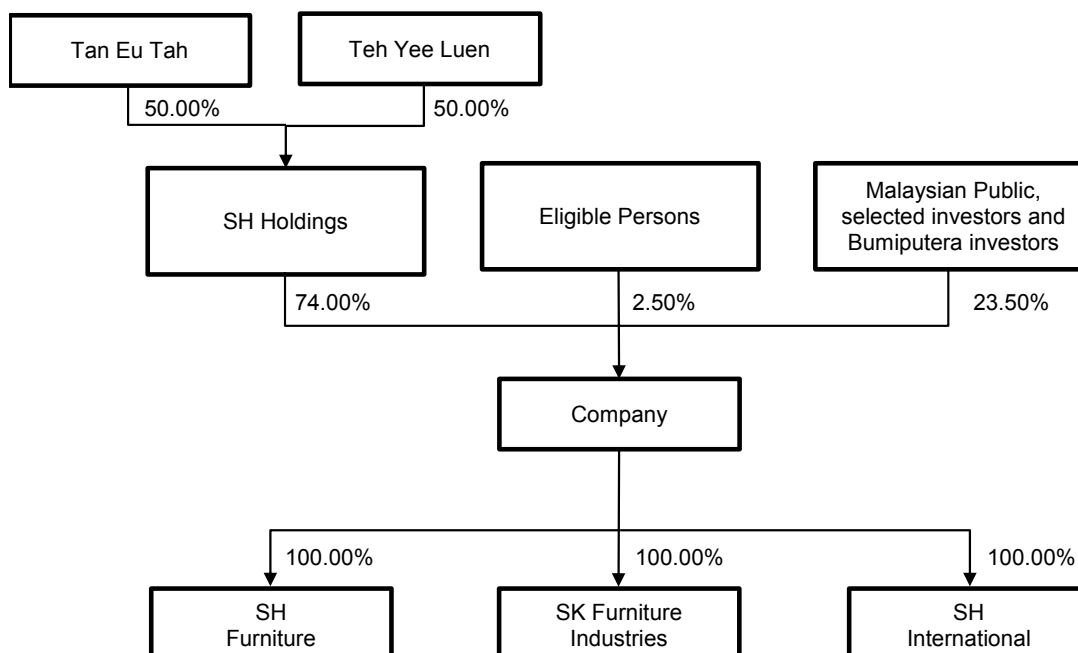 Tan Eu Tah
Teh Yee Luen
50.00%
50.00%
SH Holdings
Eligible Persons
Malaysian Public,
selected investors and
Bumiputera investors
74.00%
2.50%
23.50%
Company
100.00%
100.00%
100.00%
SH
Furniture
SK Furniture
Industries
SH
International